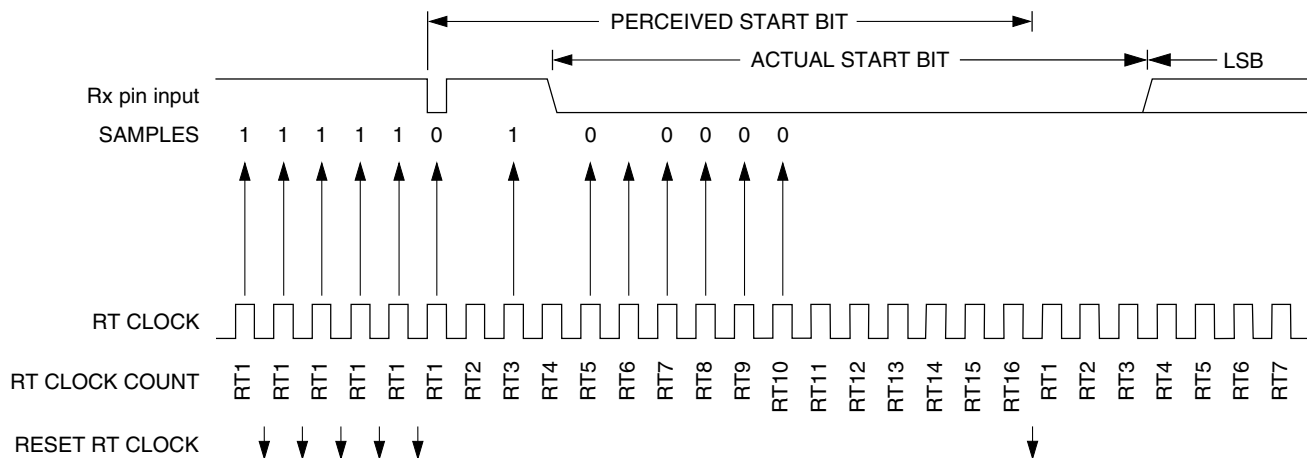 PERCEIVED START BIT
ACTUAL START BIT
LSB
Rx pin input
SAMPLES 1 1 1 1 1 0 1 0 0 0 0 0
RT CLOCK
RT CLOCK COUNT RT1 RT1 RT1 RT1 RT1 RT1 RT2 RT3 RT4 RT5 RT6 RT7 RT8 RT9 RT10 RT11 RT12 RT13 RT14 RT15 RT16 RT1 RT2 RT3 RT4 RT5 RT6 RT7
RESET RT CLOCK